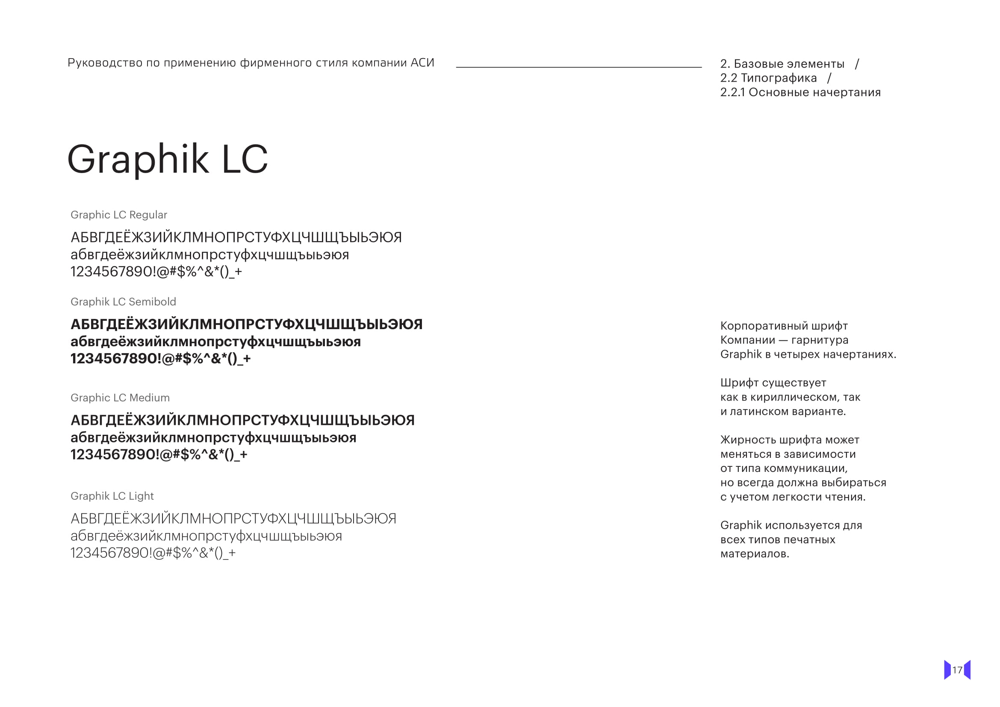 Руководство по применению фирменного стиля компании АСИ
2. Базовые элементы /
2.2 Типографика /
2.2.1 Основные начертания
Graphik LC
Graphic LC Regular
АБВГДЕЁЖЗИЙКЛМНОПРСТУФХЦЧШЩЪЫЬЭЮЯ
абвгдеёжзийклмнопрстуфхцчшщъыьэюя
1234567890!@#$%^&*()_+
Graphik LC Semibold
АБВГДЕЁЖЗИЙКЛМНОПРСТУФХЦЧШЩЪЫЬЭЮЯ
абвгдеёжзийклмнопрстуфхцчшщъыьэюя
1234567890!@#$%^&*()_+
Graphic LC Medium
АБВГДЕЁЖЗИЙКЛМНОПРСТУФХЦЧШЩЪЫЬЭЮЯ
абвгдеёжзийклмнопрстуфхцчшщъыьэюя
1234567890!@#$%^&*()_+
Graphik LC Light
АБВГДЕЁЖЗИЙКЛМНОПРСТУФХЦЧШЩЪЫЬЭЮЯ
абвгдеёжзийклмнопрстуфхцчшщъыьэюя
1234567890!@#$%^&*()_+
Корпоративный шрифт
Компании — гарнитура
Graphik в четырех начертаниях.
Шрифт существует
как в кириллическом, так
и латинском варианте.
Жирность шрифта может
меняться в зависимости
от типа коммуникации,
но всегда должна выбираться
с учетом легкости чтения.
Graphik используется для
всех типов печатных
материалов.
17